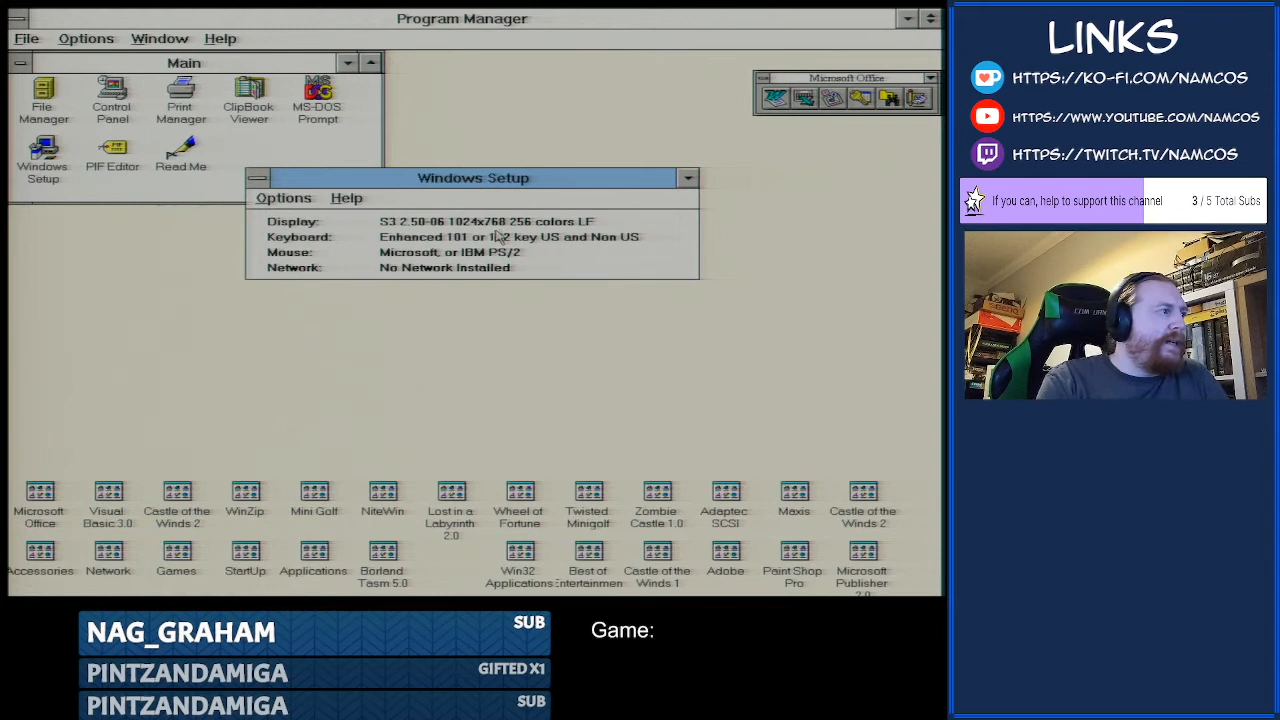 Program Manager
File Options Window Help
Main
File Manager
Control Panel
Print Manager
ClipBook Viewer
MS-DOS Prompt
Windows Setup
PIF Editor
Read Me
Microsoft Office
Windows Setup
Options Help
Display: S3 2.50-06 1024x768 256 colors LF
Keyboard: Enhanced 101 or 102 key US and Non US
Mouse: Microsoft, or IBM PS/2
Network: No Network Installed
Microsoft Office
Visual Basic 3.0
Castle of the Winds 2
WinZip
Mini Golf
NiteWin
Lost in a Labyrinth 2.0
Wheel of Fortune
Twisted Minigolf
Zombie Castle 1.0
Adaptec SCSI
Maxis
Castle of the Winds 2
Accessories
Network
Games
StartUp
Applications
Borland Tasm 5.0
Win32 Applications
Best of Entertainmen
Castle of the Winds 1
Adobe
Paint Shop Pro
Microsoft Publisher 2.0
LINKS
HTTPS://KO-FI.COM/NAMCOS
HTTPS://WWW.YOUTUBE.COM/NAMCOS
HTTPS://TWITCH.TV/NAMCOS
If you can, help to support this channel 3 / 5 Total Subs
NAG_GRAHAM SUB
PINTZANDAMIGA GIFTED X1
PINTZANDAMIGA SUB
Game: